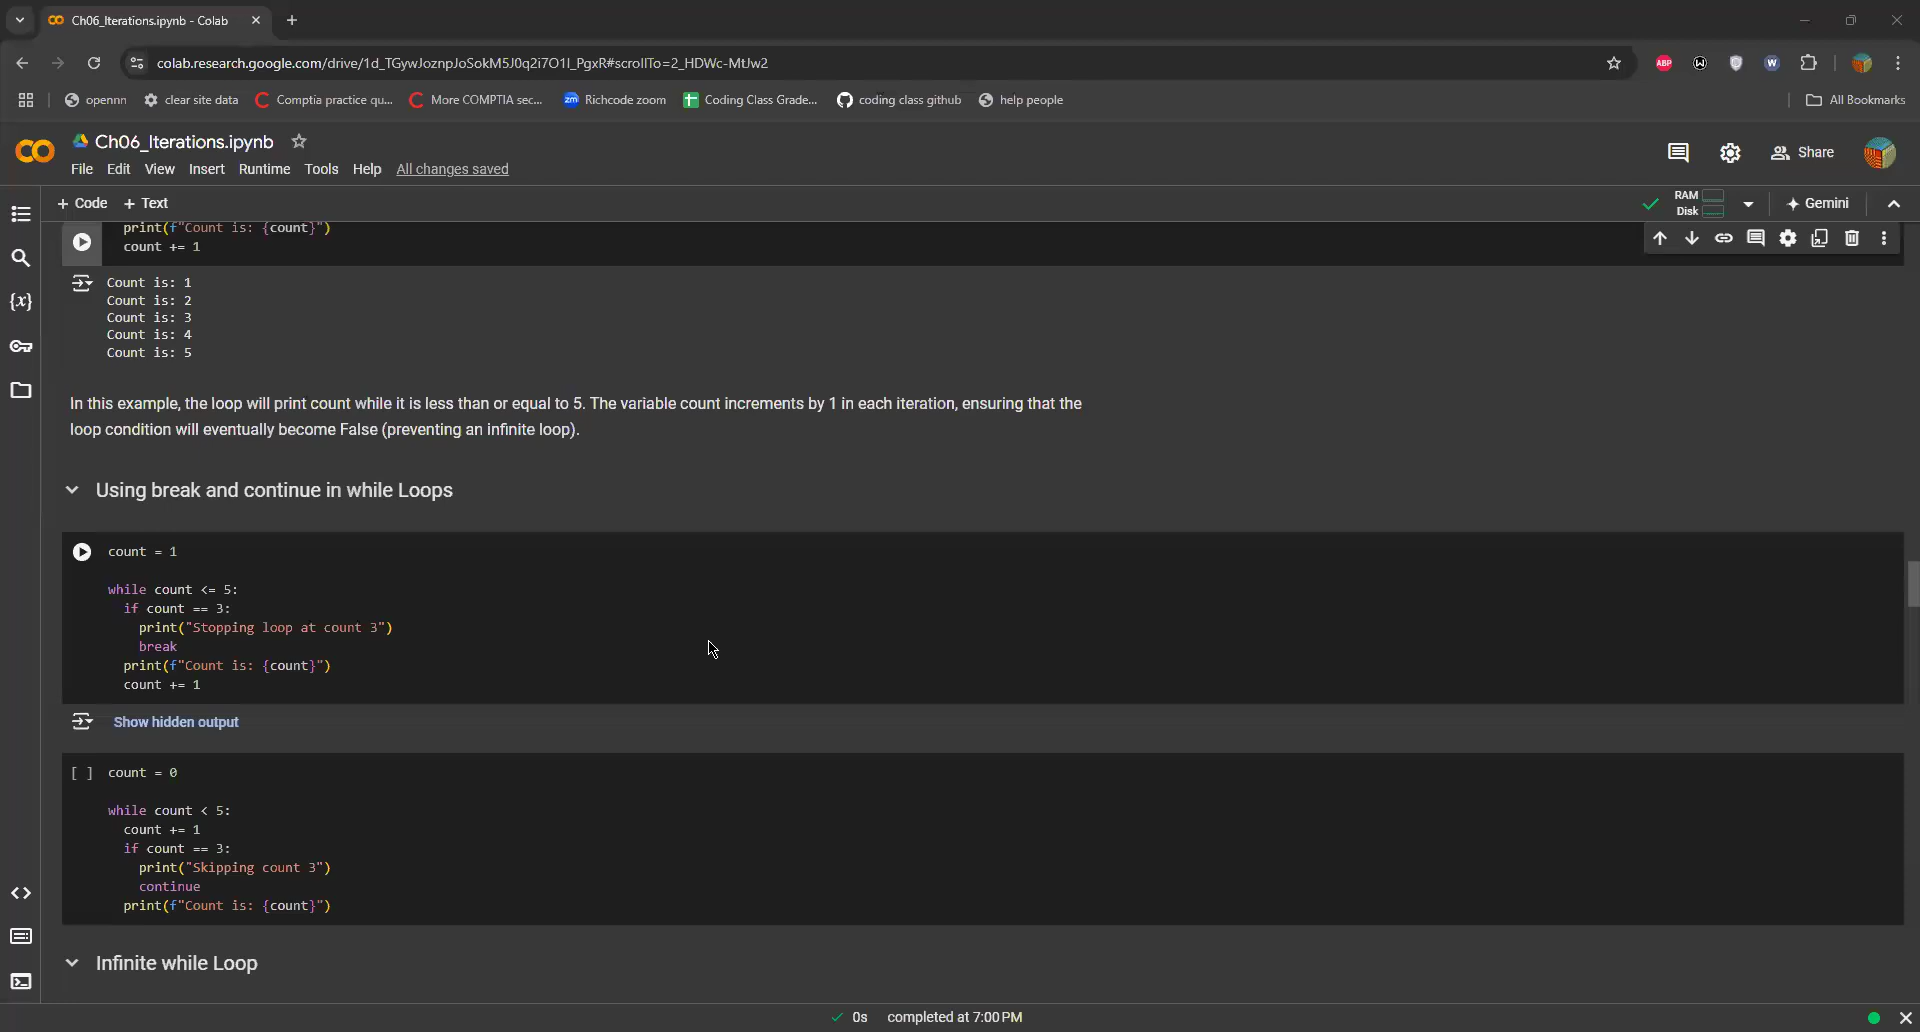 Ch06_Iterations.ipynb - Colab
colab.research.google.com/drive/1d_TGywJoznpJoSokM5J0q2i7O1I_PgxR#scrollTo=2_HDWc-MtJw2
ABP
opennn
clear site data
Comptia practice qu...
More COMPTIA sec...
zm Richcode zoom
Coding Class Grade...
coding class github
help people
All Bookmarks
Ch06_Iterations.ipynb
File Edit View Insert Runtime Tools Help All changes saved
Share
+ Code + Text
RAM
Disk
Gemini
print(f"Count is: {count}")
count += 1
Count is: 1
Count is: 2
Count is: 3
Count is: 4
Count is: 5
In this example, the loop will print count while it is less than or equal to 5. The variable count increments by 1 in each iteration, ensuring that the
loop condition will eventually become False (preventing an infinite loop).
Using break and continue in while Loops
count = 1
while count <= 5:
if count == 3:
print("Stopping loop at count 3")
break
print(f"Count is: {count}")
count += 1
Show hidden output
[ ] count = 0
while count < 5:
count += 1
if count == 3:
print("Skipping count 3")
continue
print(f"Count is: {count}")
Infinite while Loop
0s completed at 7:00 PM